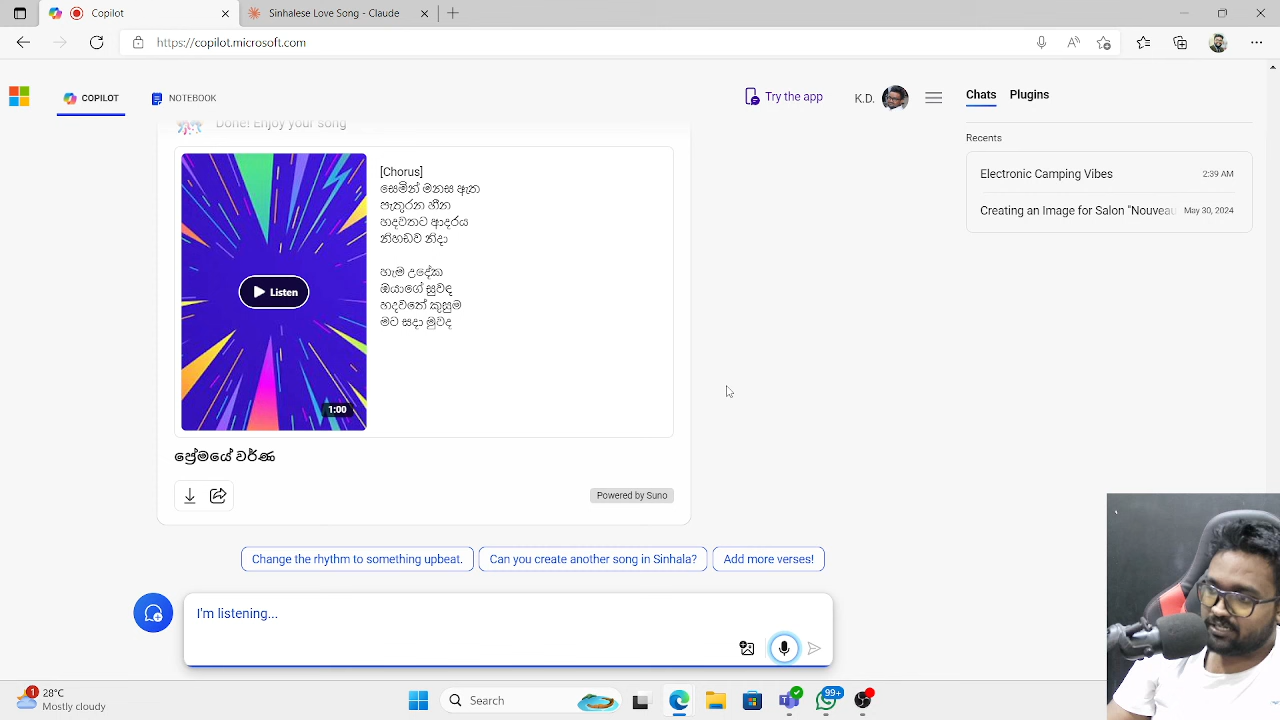 Copilot
Sinhalese Love Song - Claude
https://copilot.microsoft.com
COPILOT
NOTEBOOK
Try the app
K.D.
Chats
Plugins
Done! Enjoy your song
Recents
Electronic Camping Vibes
2:39 AM
Creating an Image for Salon "Nouveau
May 30, 2024
[Chorus]
සෙමින් මනස ඇන
පැතුරන හීන
හදවතට ආදරය
නිහඬව නිදා
හැම උදේක
ඔයාගේ සුවඳ
හදවතේ කුසුම
මට සදා මුවද
Listen
1:00
ප්‍රේමයේ වර්ණ
Powered by Suno
Change the rhythm to something upbeat.
Can you create another song in Sinhala?
Add more verses!
I'm listening...
1
28°C
Mostly cloudy
Search
99+